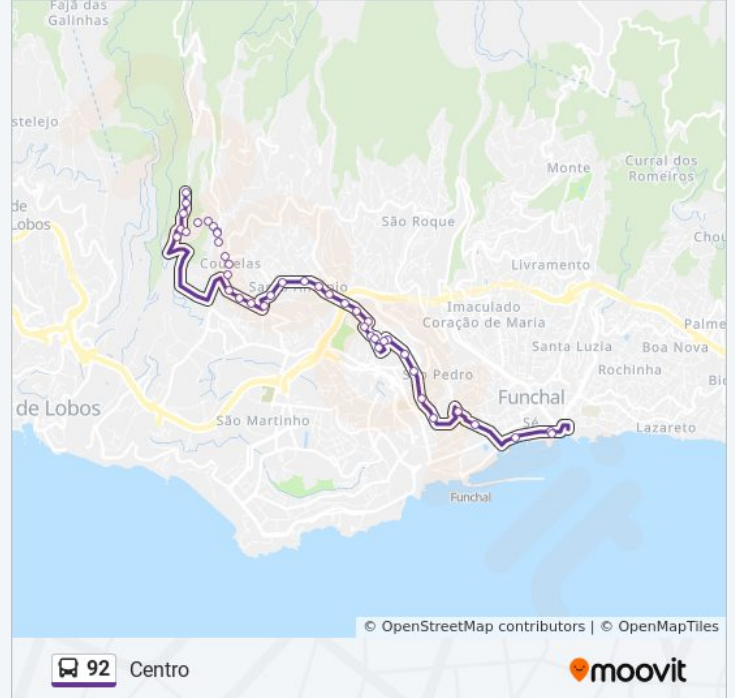 Fajã das
Galinhas
stelejo
Monte
Curral dos
Romeiros
de
Lobos
São Roque
Chou
Livramento
Imaculado
Coração de Maria
Palme
Santa Luzia
Boa Nova
Rochinha
São Pedro
Funchal
de Lobos
São Martinho
Sé
Lazareto
Funchal
© OpenStreetMap contributors | © OpenMapTiles
92 Centro
moovit